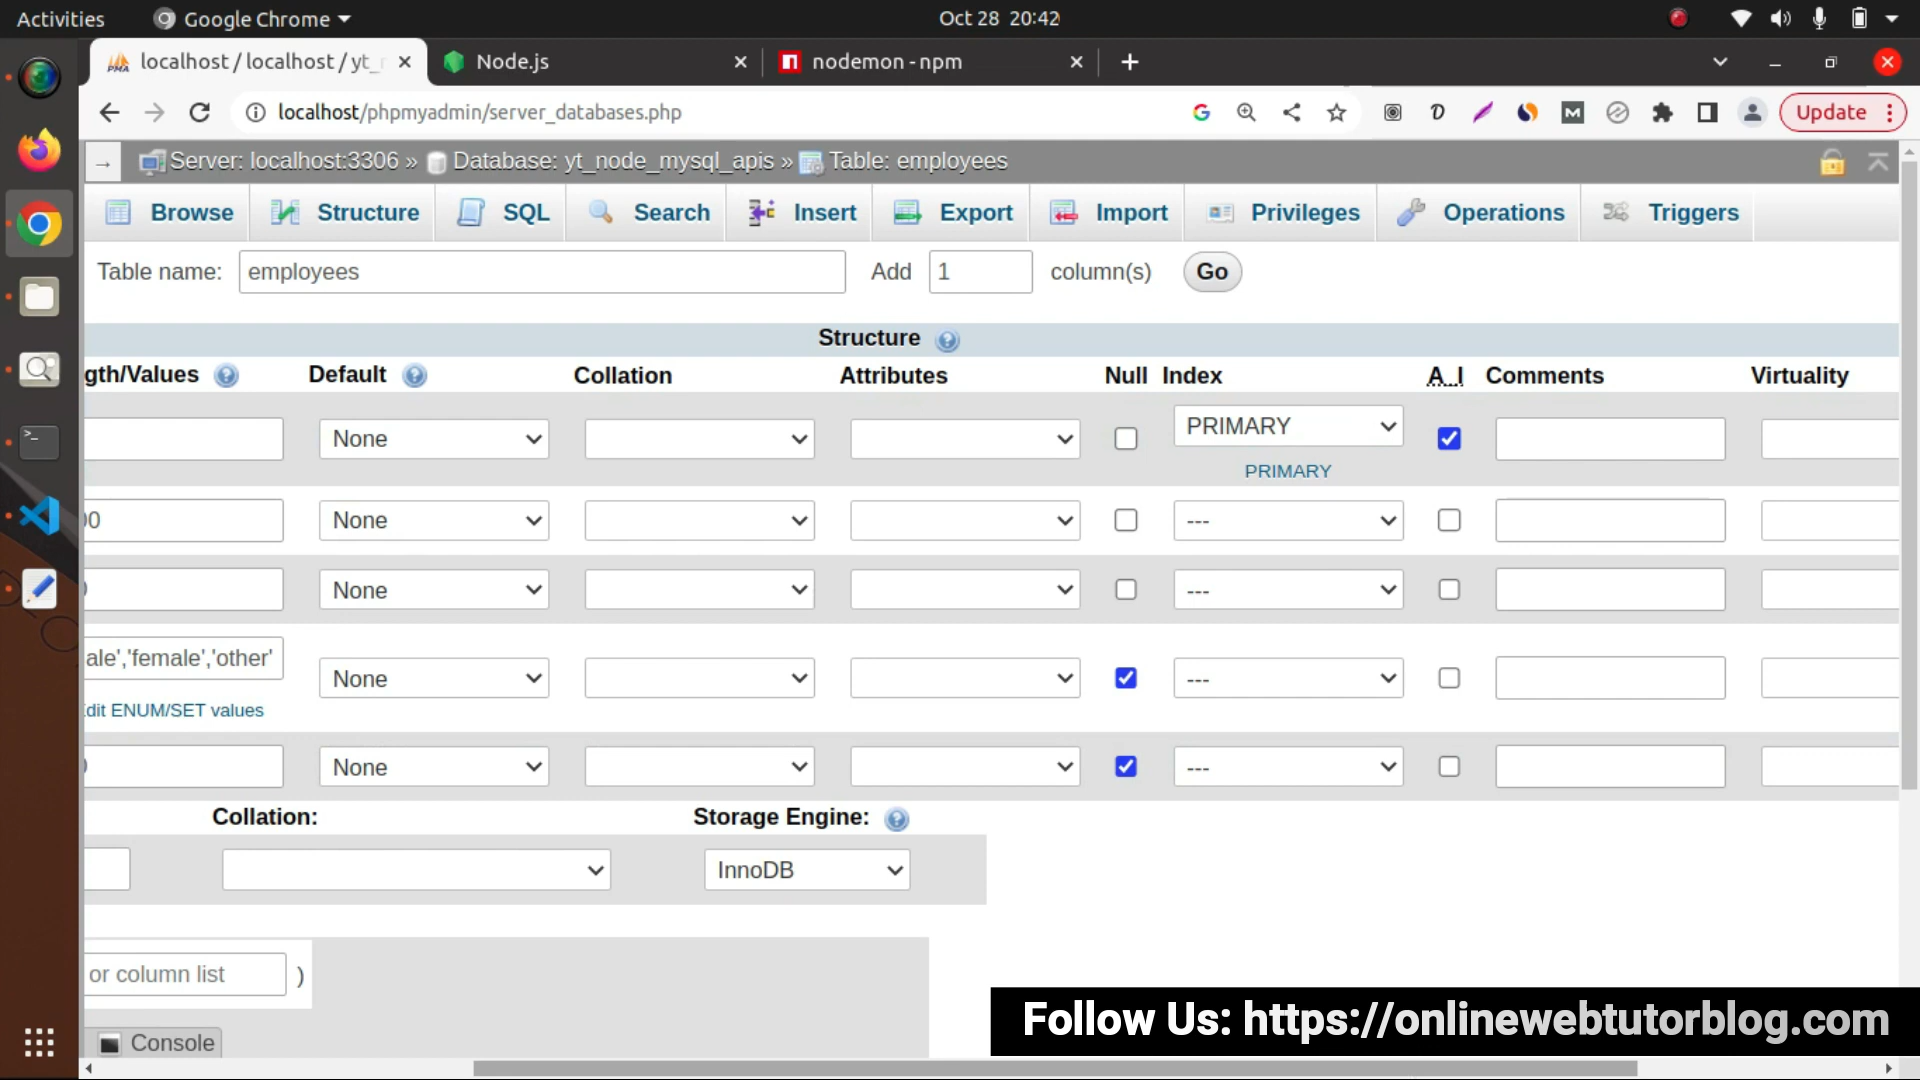 Activities Google Chrome Oct 28 20:42
localhost / localhost / yt_ Node.js nodemon - npm
localhost/phpmyadmin/server_databases.php Update
Server: localhost:3306 » Database: yt_node_mysql_apis » Table: employees
Browse Structure SQL Search Insert Export Import Privileges Operations Triggers
Table name: employees Add 1 column(s) Go
Structure
gth/Values Default Collation Attributes Null Index A_I Comments Virtuality
None PRIMARY
PRIMARY
None ---
None ---
ale','female','other' None ---
dit ENUM/SET values
None ---
Collation: Storage Engine:
InnoDB
or column list )
Console
Follow Us: https://onlinewebtutorblog.com